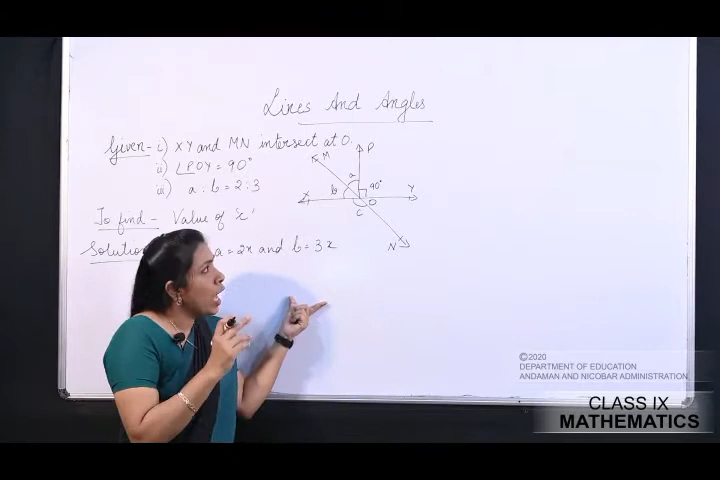 Lines And Angles
Given- i) XY and MN intersect at O.
ii) ∠POY = 90°
iii) a : b = 2 : 3
To find - Value of 'c'
Solution a = 2x and b = 3x
M
P
a
90°
b
X
Y
O
c
N
©2020
DEPARTMENT OF EDUCATION
ANDAMAN AND NICOBAR ADMINISTRATION
CLASS IX
MATHEMATICS